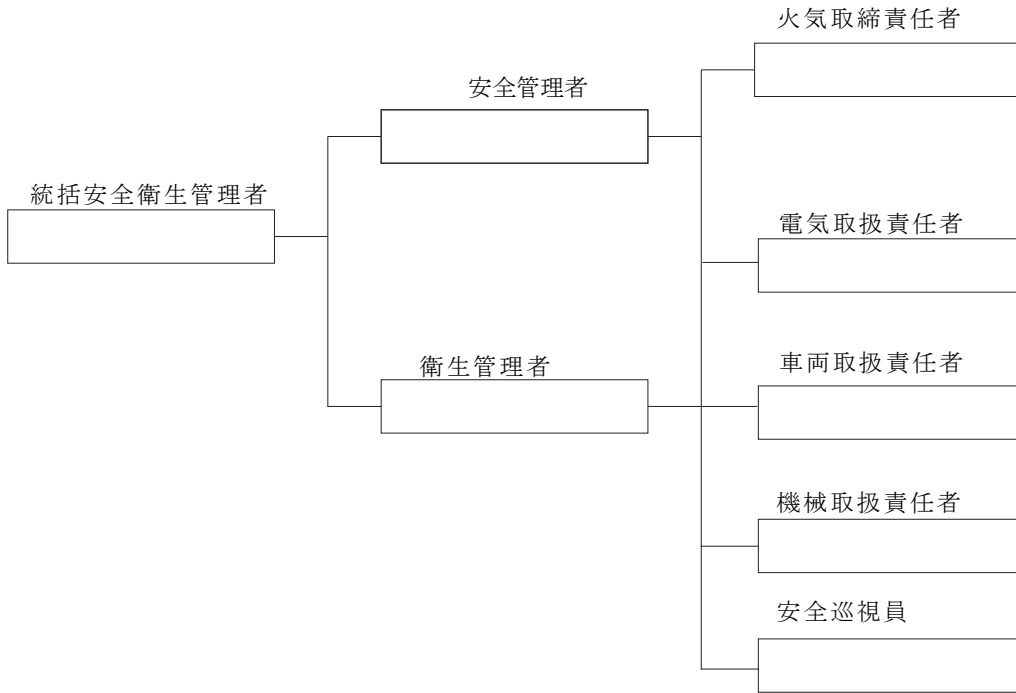 火気取締責任者
安全管理者
統括安全衛生管理者
電気取扱責任者
衛生管理者
車両取扱責任者
機械取扱責任者
安全巡視員